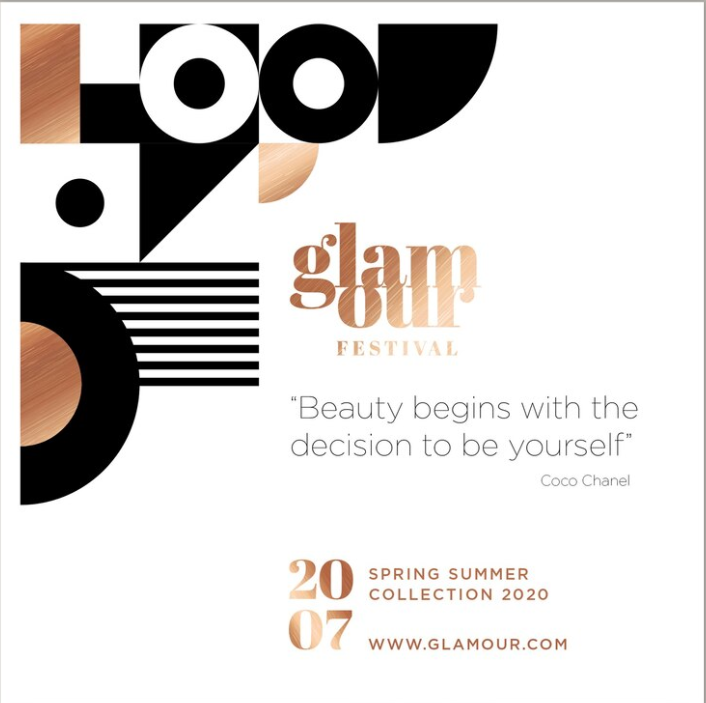 glam
our
FESTIVAL
“Beauty begins with the
decision to be yourself”
Coco Chanel
20
07
SPRING SUMMER
COLLECTION 2020
WWW.GLAMOUR.COM